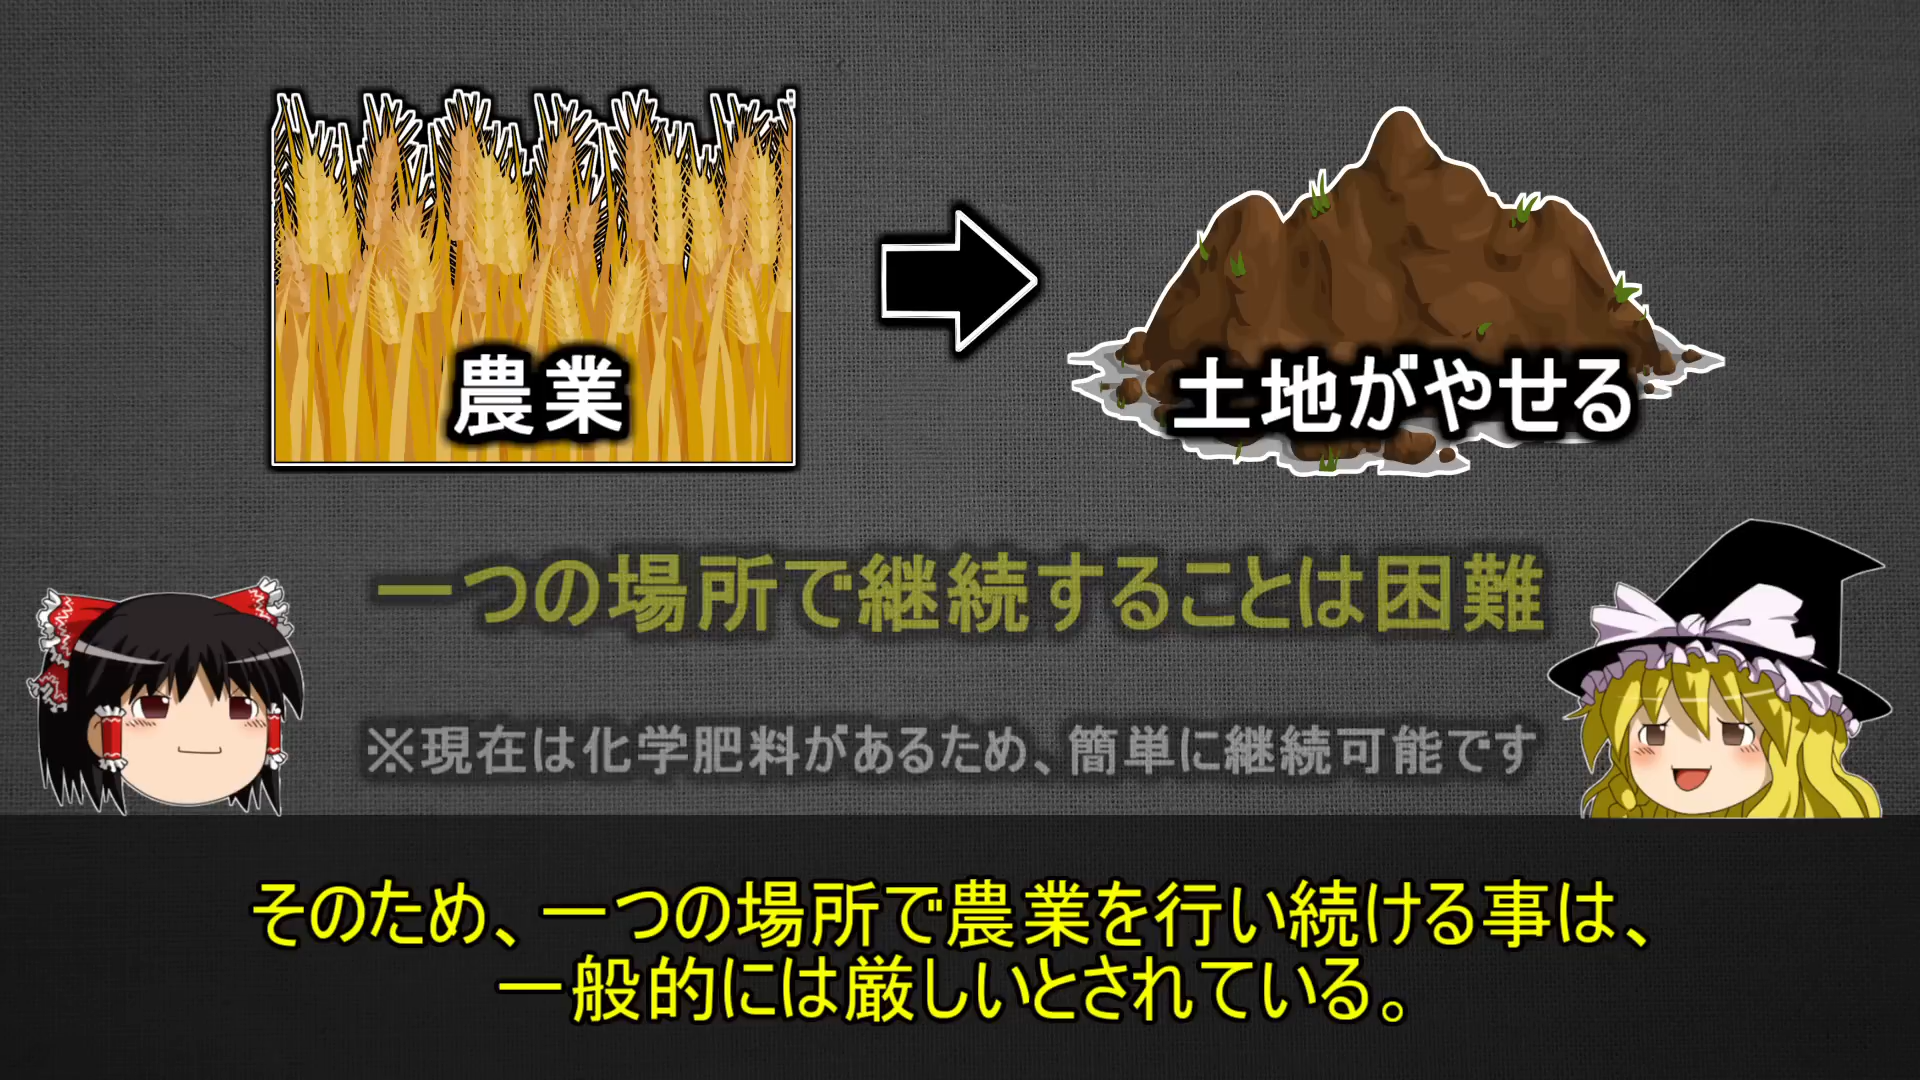 農業
土地がやせる
一つの場所で継続することは困難
※現在は化学肥料があるため、簡単に継続可能です
そのため、一つの場所で農業を行い続ける事は、
一般的には厳しいとされている。